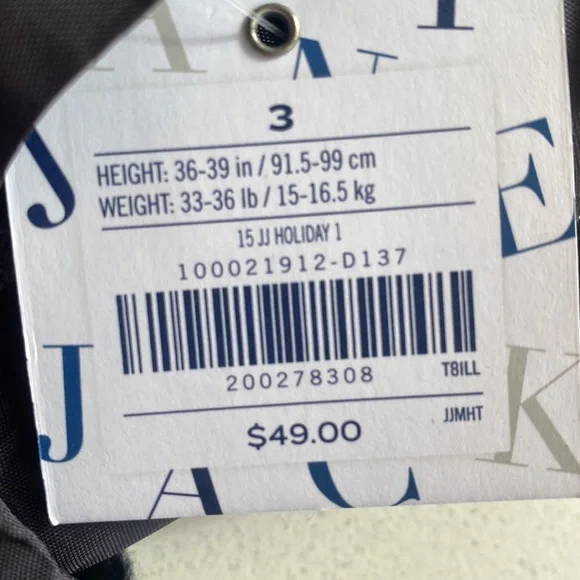 3
HEIGHT: 36-39 in / 91.5-99 cm
WEIGHT: 33-36 lb / 15-16.5 kg
15 JJ HOLIDAY 1
100021912-D137
200278308
T8ILL
JJMHT
$49.00
J
E
J
A
C
K